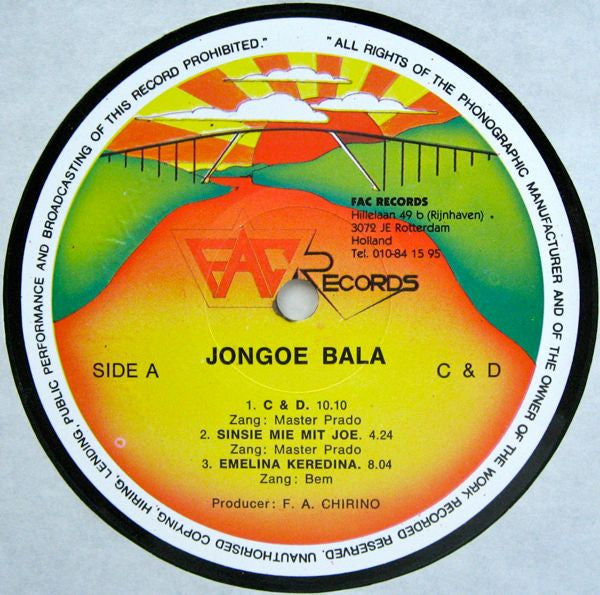 " ALL RIGHTS OF THE PHONOGRAPHIC MANUFACTURER AND OF THE OWNER OF THE WORK RECORDED RESERVED. UNAUTHORISED COPYING, HIRING, LENDING, PUBLIC PERFORMANCE AND BROADCASTING OF THIS RECORD PROHIBITED."
FAC RECORDS
Hillelaan 49 b (Rijnhaven)
3072 JE Rotterdam
Holland
Tel. 010-84 15 95
FAC RECORDS
JONGOE BALA
SIDE A
C & D
1. C & D. 10.10
Zang: Master Prado
2. SINSIE MIE MIT JOE. 4.24
Zang: Master Prado
3. EMELINA KEREDINA. 8.04
Zang: Bem
Producer: F. A. CHIRINO